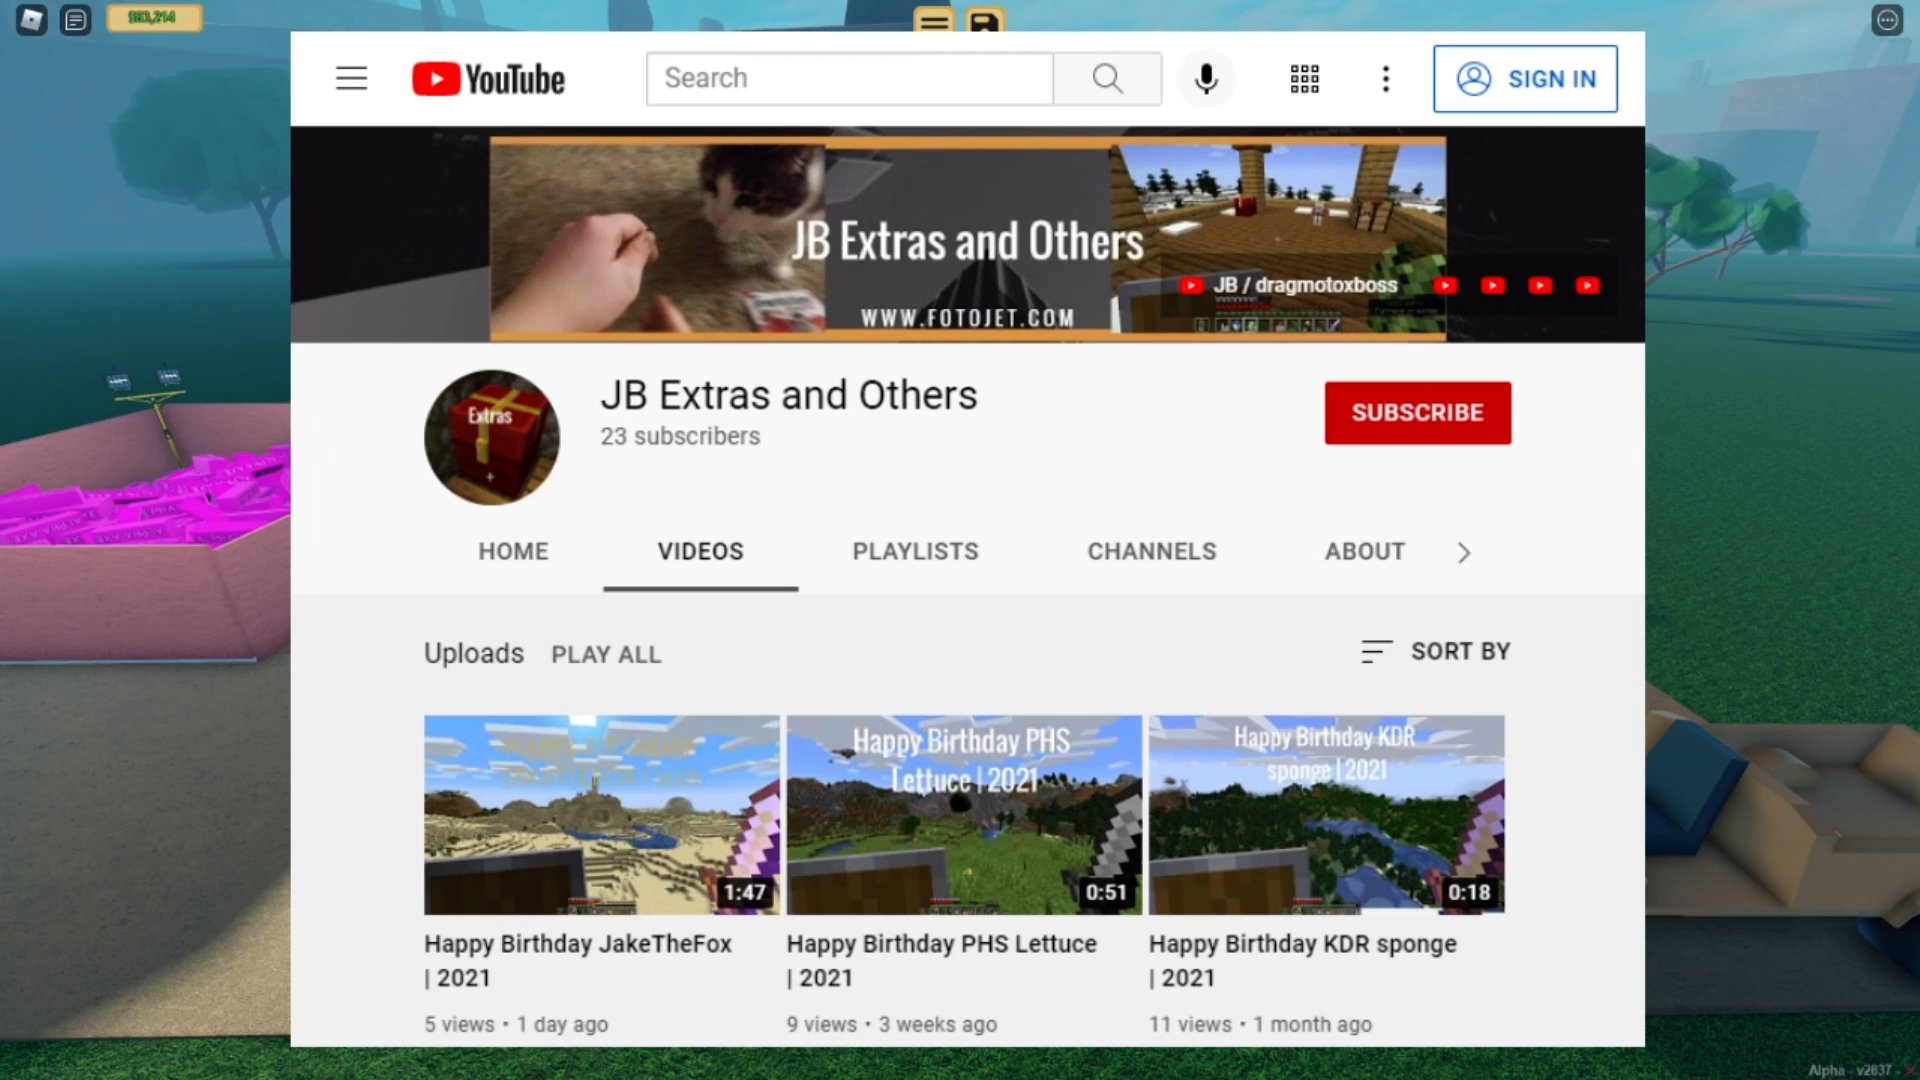 $83,214
YouTube
Search
SIGN IN
JB Extras and Others
JB / dragmotoxboss
WWW.FOTOJET.COM
Extras
JB Extras and Others
23 subscribers
SUBSCRIBE
HOME VIDEOS PLAYLISTS CHANNELS ABOUT
Uploads PLAY ALL SORT BY
Happy Birthday PHS
Lettuce | 2021
Happy Birthday KDR
sponge | 2021
1:47 0:51 0:18
Happy Birthday JakeTheFox
| 2021
Happy Birthday PHS Lettuce
| 2021
Happy Birthday KDR sponge
| 2021
5 views • 1 day ago
9 views • 3 weeks ago
11 views • 1 month ago
Alpha - v2837 -